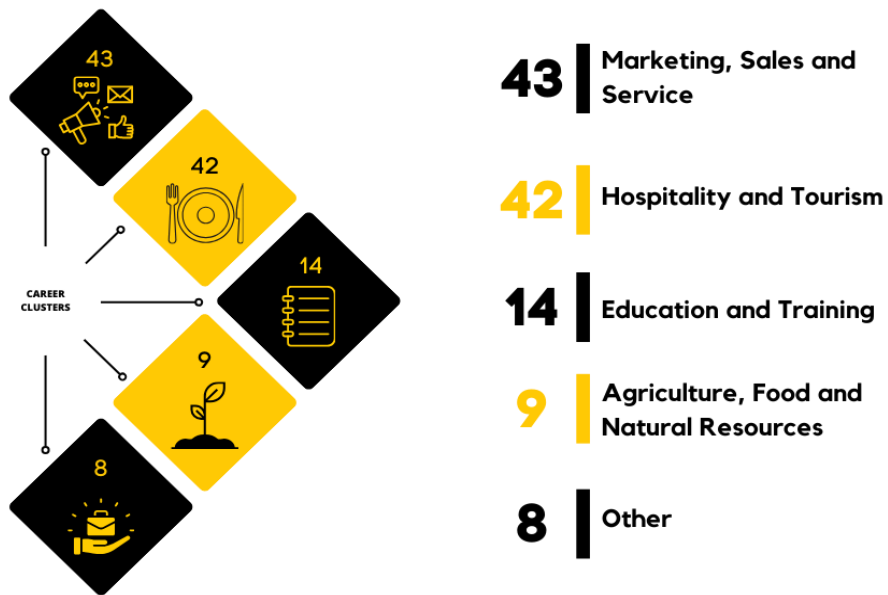 43
42
14
CAREER
CLUSTERS
9
8
43
Marketing, Sales and
Service
42
Hospitality and Tourism
14
Education and Training
9
Agriculture, Food and
Natural Resources
8
Other